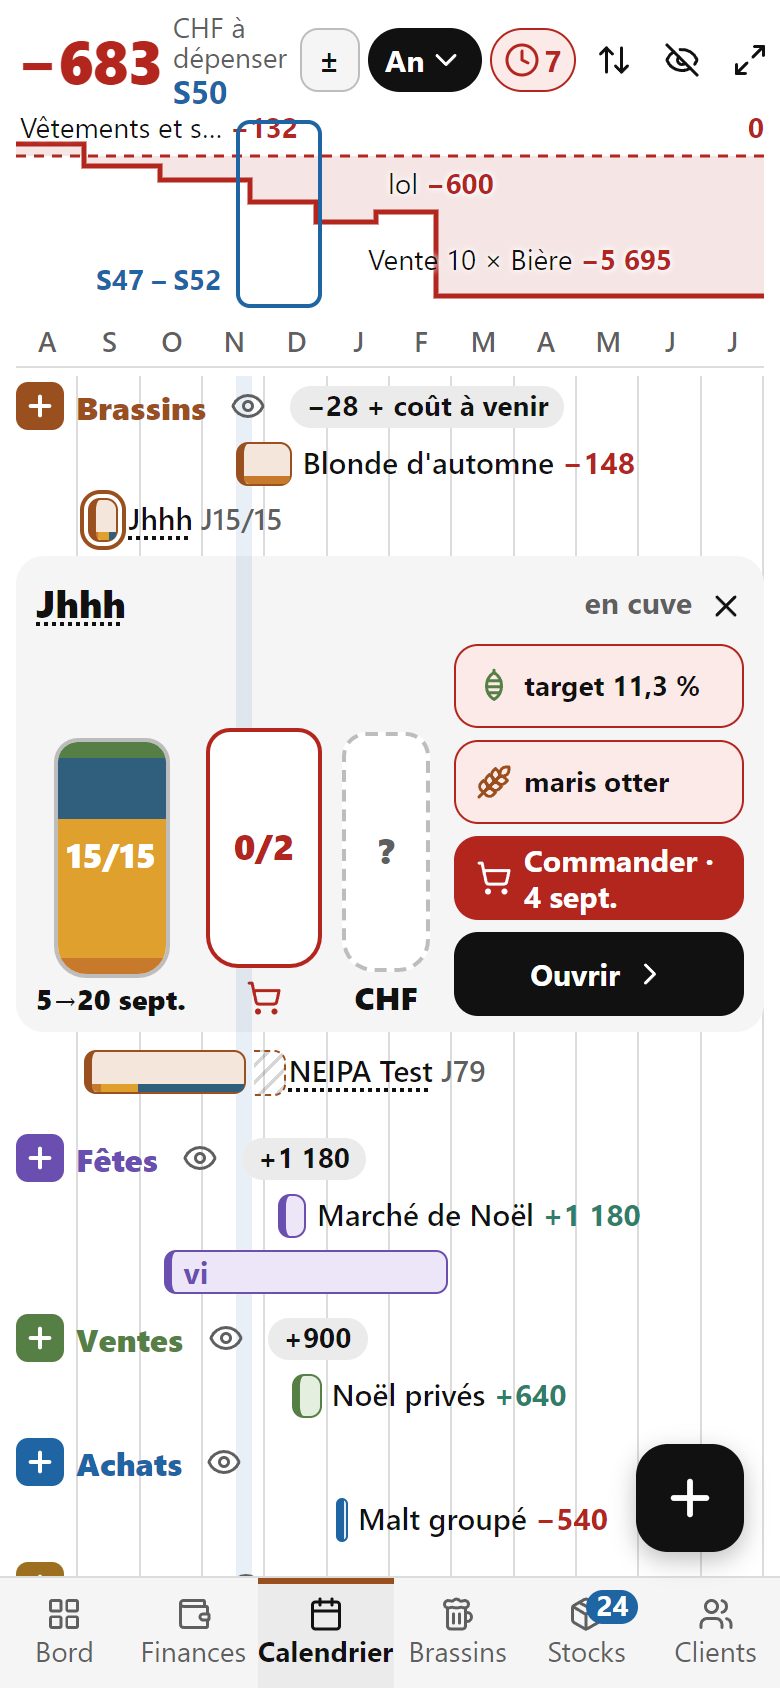 −683
CHF à
dépenser
S50
±
An
7
Vêtements et s... −132
0
lol −600
Vente 10 × Bière −5 695
S47 – S52
A S O N D J F M A M J J
Brassins
−28 + coût à venir
Blonde d'automne −148
Jhhh J15/15
Jhhh
en cuve
target 11,3 %
maris otter
15/15
0/2
?
Commander ·
4 sept.
Ouvrir
5→20 sept.
CHF
NEIPA Test J79
Fêtes
+1 180
Marché de Noël +1 180
vi
Ventes
+900
Noël privés +640
Achats
Malt groupé −540
24
Bord Finances Calendrier Brassins Stocks Clients